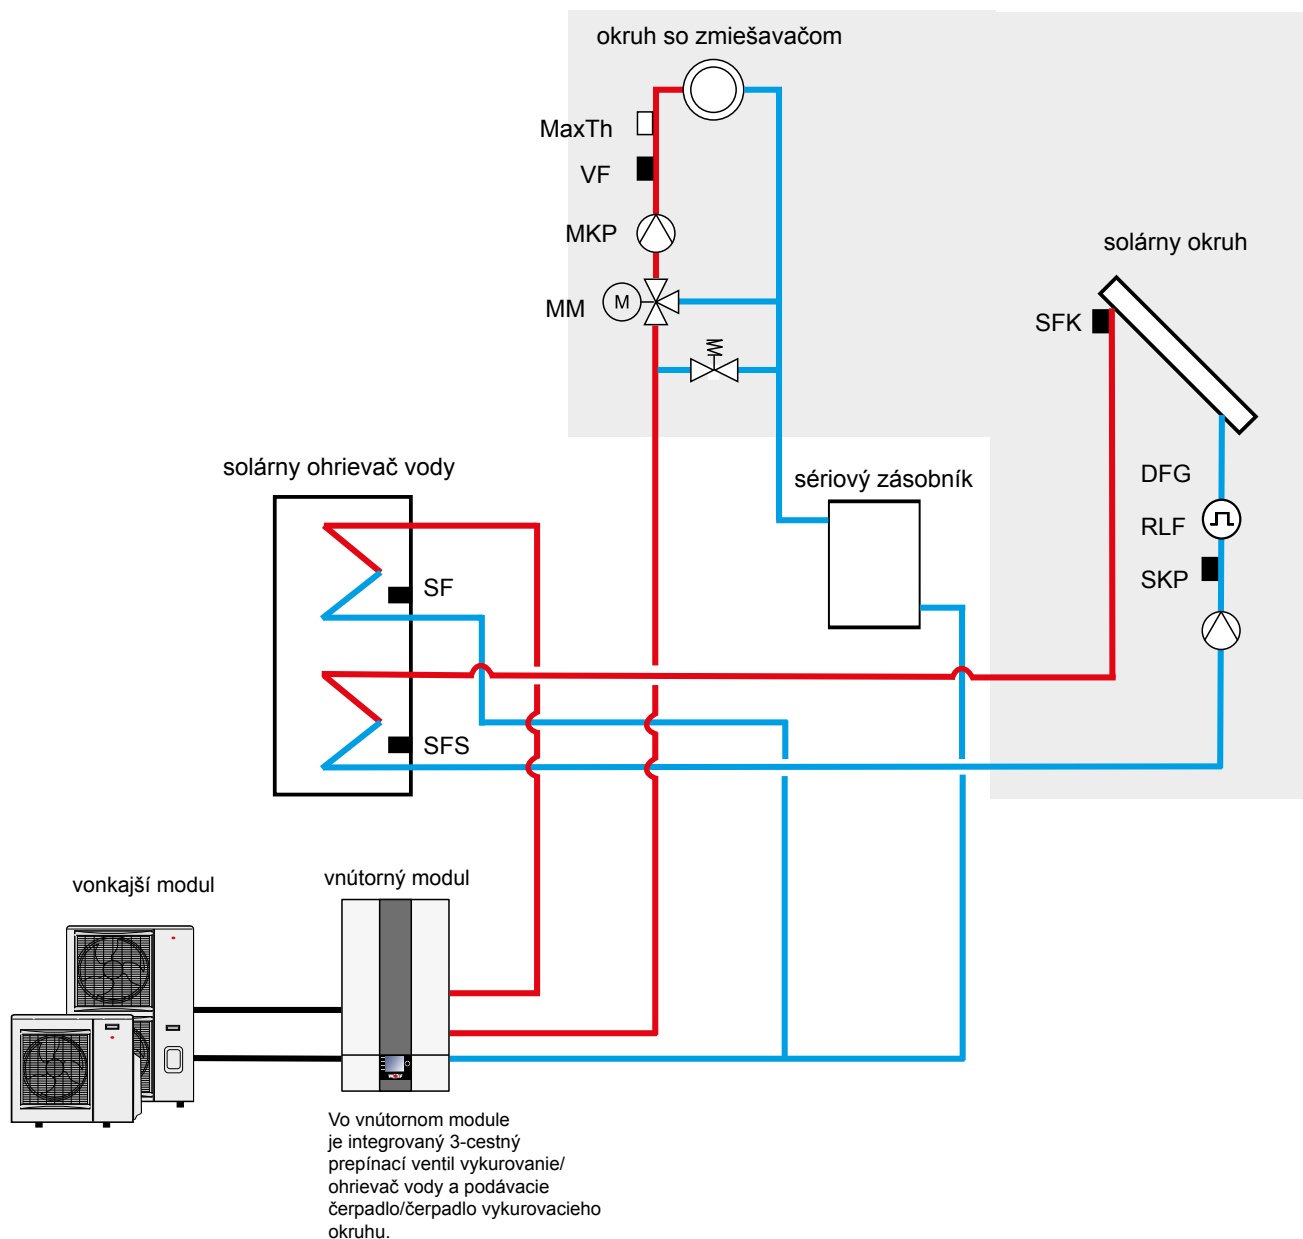 okruh so zmiešavačom
MaxTh
VF
MKP
MM
M
solárny okruh
SFK
DFG
RLF
SKP
solárny ohrievač vody
SF
SFS
sériový zásobník
vonkajší modul
vnútorný modul
WOLF
Vo vnútornom module
je integrovaný 3-cestný
prepínací ventil vykurovanie/
ohrievač vody a podávacie
čerpadlo/čerpadlo vykurovacieho
okruhu.